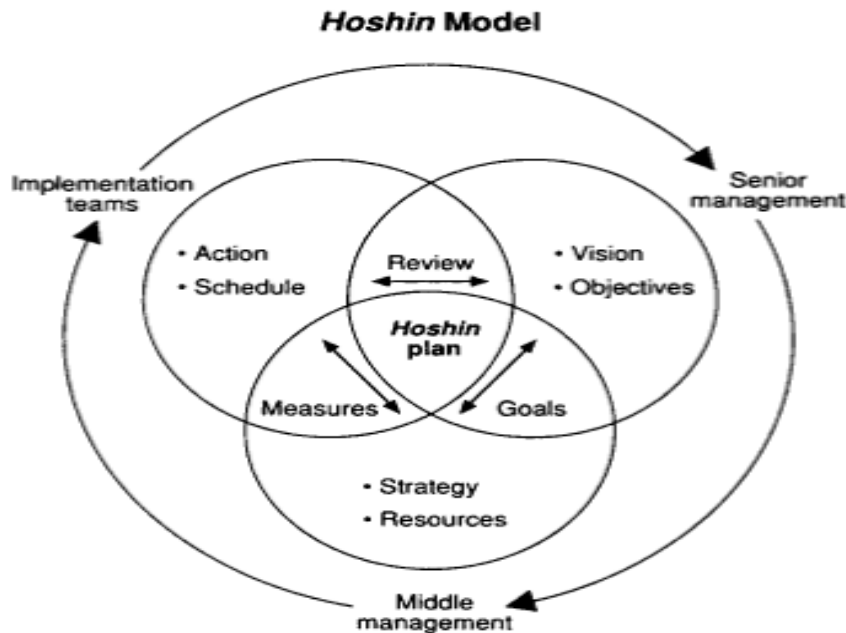 Hoshin Model
Implementation
teams
Senior
management
• Action
• Schedule
Review
• Vision
• Objectives
Hoshin
plan
Measures
Goals
• Strategy
• Resources
Middle
management